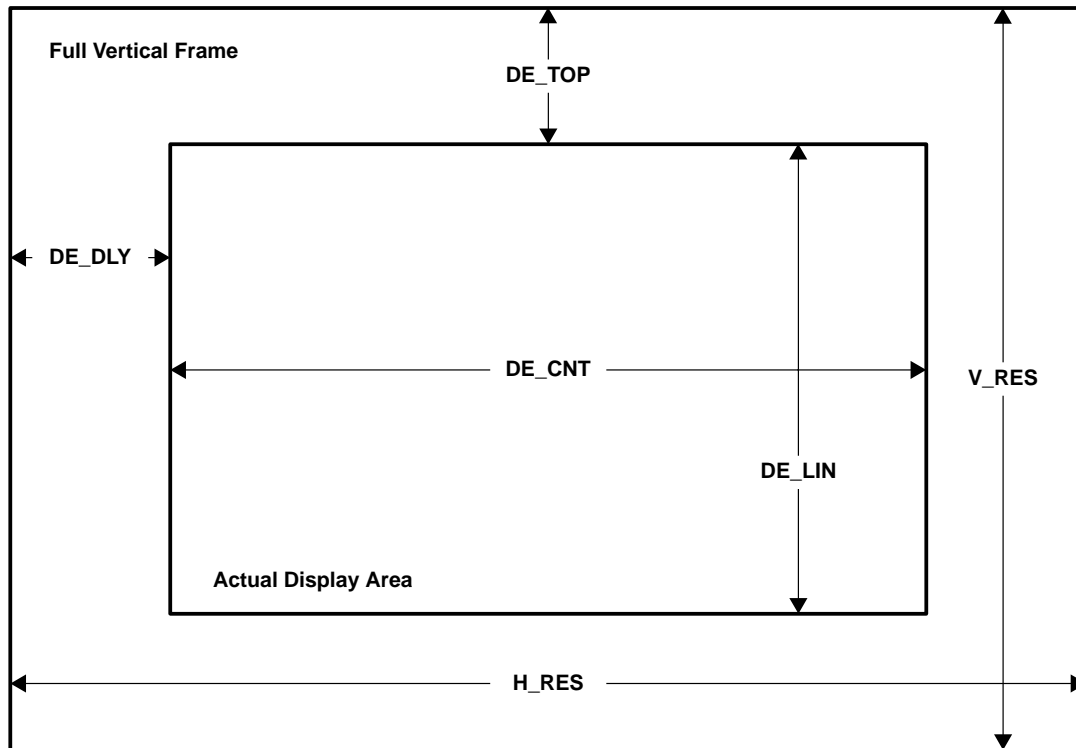 Full Vertical Frame
DE_TOP
DE_DLY
DE_CNT
V_RES
DE_LIN
Actual Display Area
H_RES